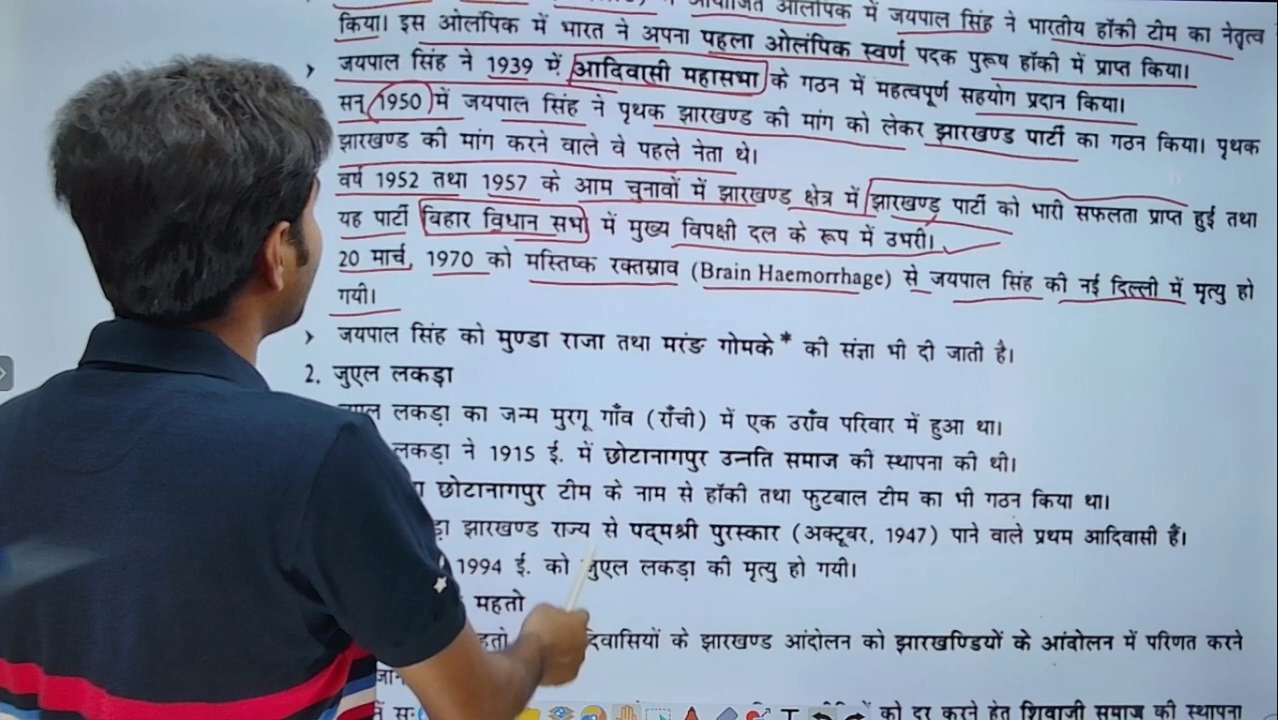 आयोजित ओलंपिक में जयपाल सिंह ने भारतीय हॉकी टीम का नेतृत्व
किया। इस ओलंपिक में भारत ने अपना पहला ओलंपिक स्वर्ण पदक पुरूष हॉकी में प्राप्त किया।
जयपाल सिंह ने 1939 में आदिवासी महासभा के गठन में महत्वपूर्ण सहयोग प्रदान किया।
सन् 1950 में जयपाल सिंह ने पृथक झारखण्ड की मांग को लेकर झारखण्ड पार्टी का गठन किया। पृथक
झारखण्ड की मांग करने वाले वे पहले नेता थे।
वर्ष 1952 तथा 1957 के आम चुनावों में झारखण्ड क्षेत्र में झारखण्ड पार्टी को भारी सफलता प्राप्त हुई तथा
यह पार्टी बिहार विधान सभा में मुख्य विपक्षी दल के रूप में उभरी।
20 मार्च, 1970 को मस्तिष्क रक्तस्राव (Brain Haemorrhage) से जयपाल सिंह की नई दिल्ली में मृत्यु हो
गयी।
जयपाल सिंह को मुण्डा राजा तथा मरंङ गोमके* की संज्ञा भी दी जाती है।
2. जुएल लकड़ा
लकड़ा का जन्म मुरगू गाँव (राँची) में एक उराँव परिवार में हुआ था।
लकड़ा ने 1915 ई. में छोटानागपुर उन्नति समाज की स्थापना की थी।
छोटानागपुर टीम के नाम से हॉकी तथा फुटबाल टीम का भी गठन किया था।
झारखण्ड राज्य से पद्मश्री पुरस्कार (अक्टूबर, 1947) पाने वाले प्रथम आदिवासी हैं।
1994 ई. को जुएल लकड़ा की मृत्यु हो गयी।
महतो
के झारखण्ड आंदोलन को झारखण्डियों के आंदोलन में परिणत करने
को दूर करने हेतु शिवाजी समाज की स्थापना